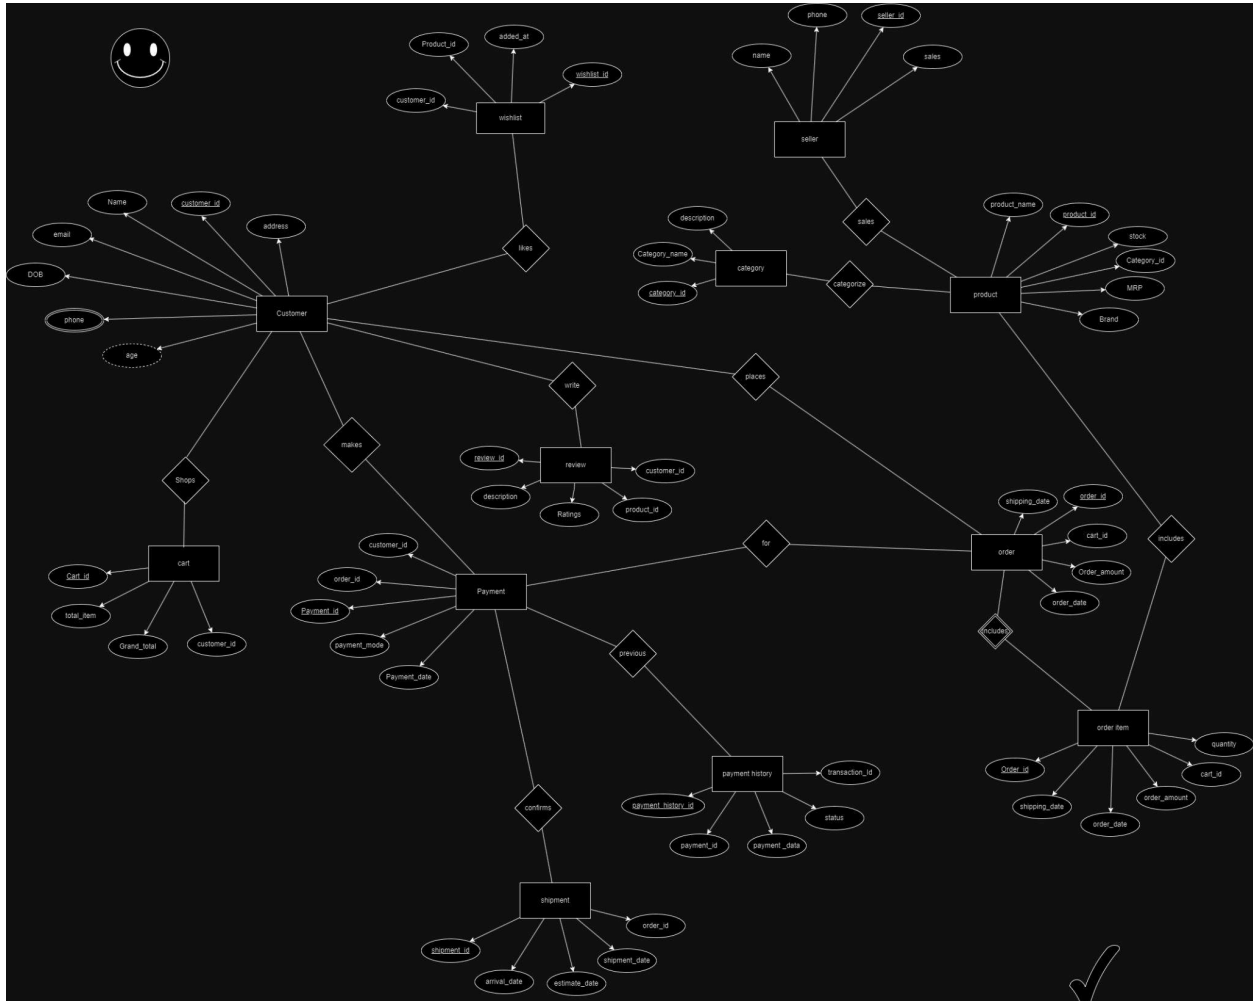 phone
seller_id
name
sales
seller
Product_id
added_at
wishlist_id
customer_id
wishlist
Name
customer_id
address
email
DOB
phone
age
Customer
likes
sales
description
Category_name
category_id
category
categorize
product_name
product_id
stock
Category_id
MRP
Brand
product
places
write
makes
Shops
review_id
description
Ratings
product_id
customer_id
review
cart
Cart_id
total_item
Grand_total
customer_id
customer_id
order_id
Payment_id
payment_mode
Payment_date
Payment
for
shipping_date
order_id
cart_id
Order_amount
order_date
order
includes
includes
previous
order item
Order_id
shipping_date
order_date
order_amount
cart_id
quantity
payment history
transaction_id
payment_history_id
payment_id
payment _data
status
confirms
shipment
shipment_id
arrival_date
estimate_date
shipment_date
order_id